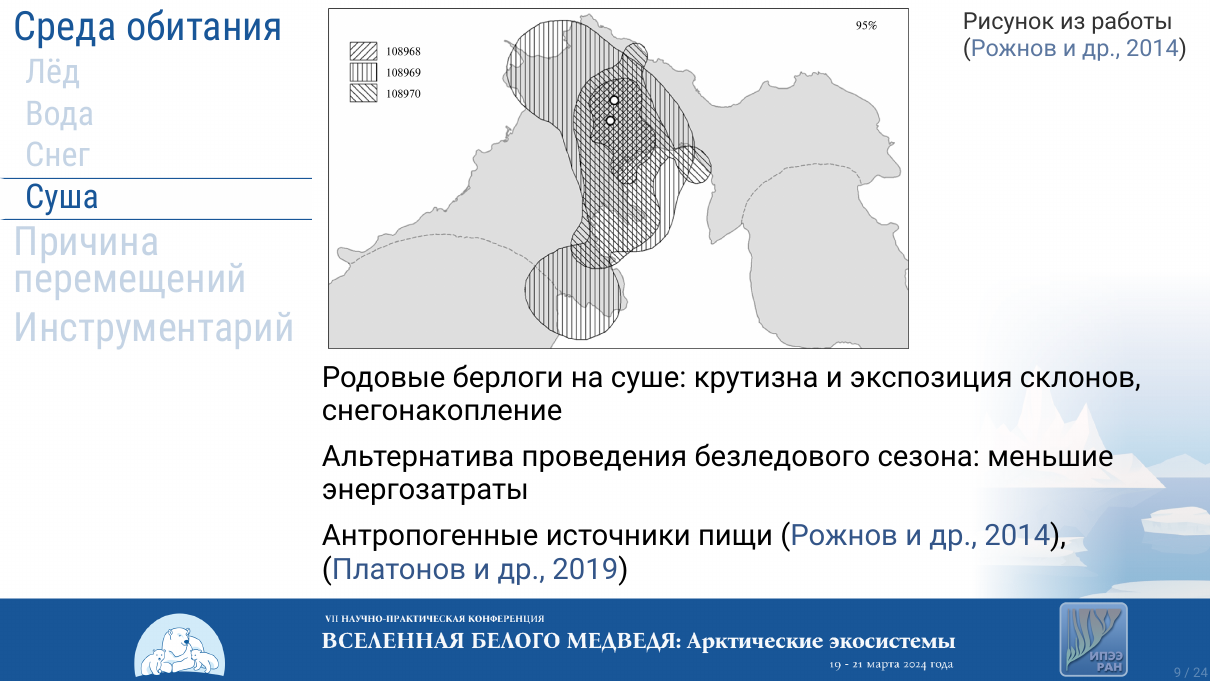 Среда обитания
Лёд
Вода
Снег
Суша
Причина
перемещений
Инструментарий
95%
108968
108969
108970
Рисунок из работы
(Рожнов и др., 2014)
Родовые берлоги на суше: крутизна и экспозиция склонов,
снегонакопление
Альтернатива проведения безледового сезона: меньшие
энергозатраты
Антропогенные источники пищи (Рожнов и др., 2014),
(Платонов и др., 2019)
VII НАУЧНО-ПРАКТИЧЕСКАЯ КОНФЕРЕНЦИЯ
ВСЕЛЕННАЯ БЕЛОГО МЕДВЕДЯ: Арктические экосистемы
19 - 21 марта 2024 года
ИПЭЭ
РАН
9 / 24